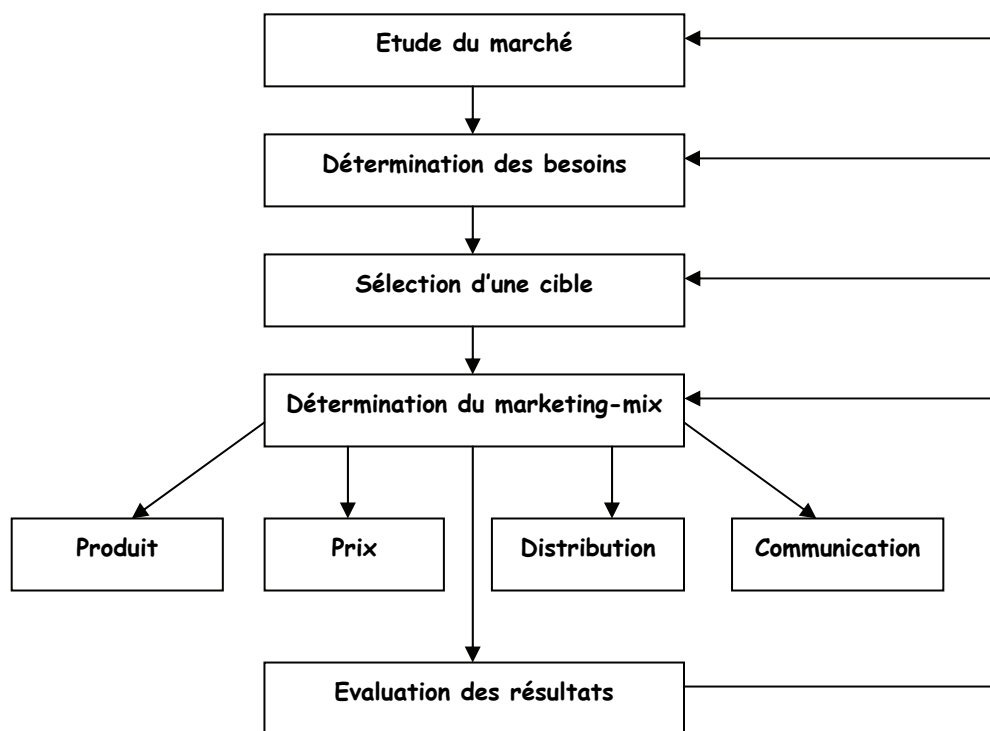 Etude du marché
Détermination des besoins
Sélection d'une cible
Détermination du marketing-mix
Produit
Prix
Distribution
Communication
Evaluation des résultats